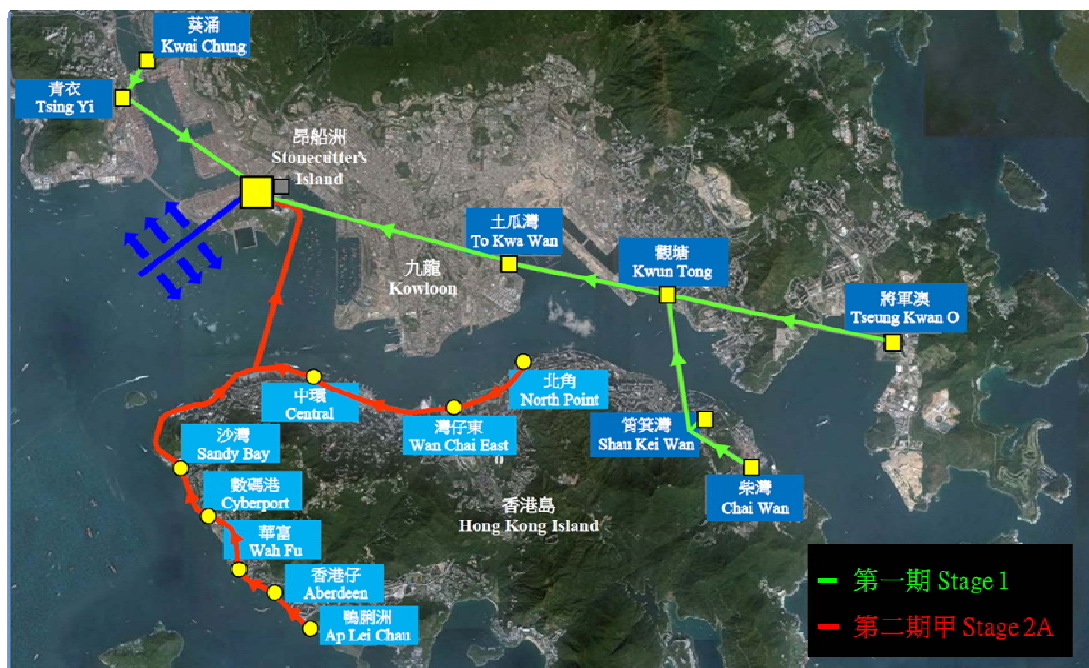 葵涌
Kwai Chung
青衣
Tsing Yi
昂船洲
Stonecutter's
Island
土瓜灣
To Kwa Wan
觀塘
Kwun Tong
九龍
Kowloon
將軍澳
Tseung Kwan O
中環
Central
北角
North Point
灣仔東
Wan Chai East
筲箕灣
Shau Kei Wan
沙灣
Sandy Bay
數碼港
Cyberport
柴灣
Chai Wan
香港島
Hong Kong Island
華富
Wah Fu
香港仔
Aberdeen
鴨脷洲
Ap Lei Chau
第一期 Stage 1
第二期甲 Stage 2A